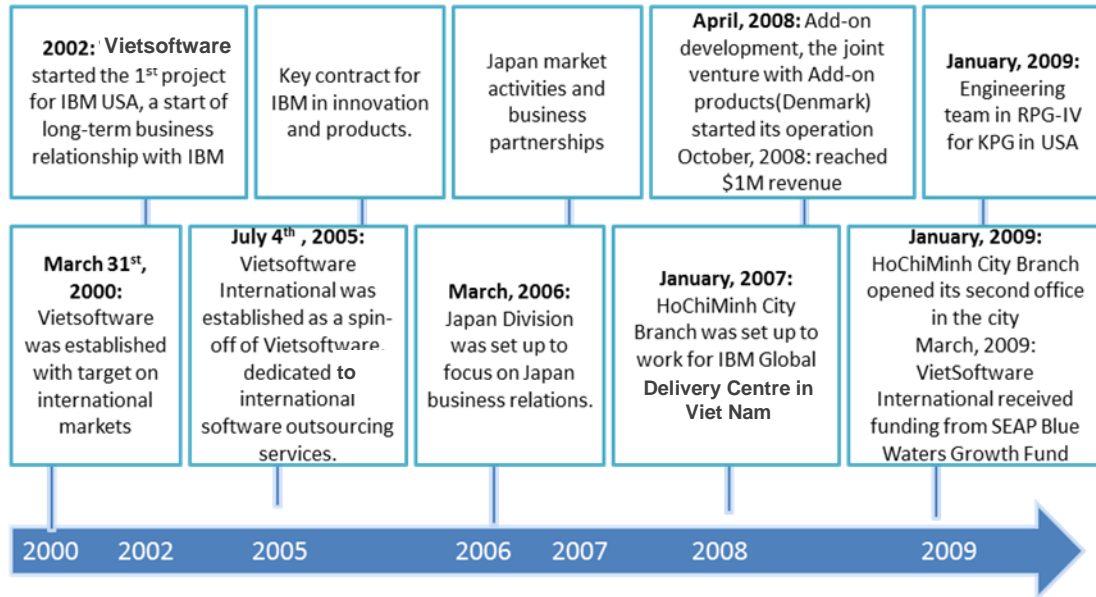 2002: Vietsoftware
started the 1st project
for IBM USA, a start of
long-term business
relationship with IBM
Key contract for
IBM in innovation
and products.
Japan market
activities and
business
partnerships
April, 2008: Add-on
development, the joint
venture with Add-on
products(Denmark)
started its operation
October, 2008: reached
$1M revenue
January, 2009:
Engineering
team in RPG-IV
for KPG in USA
March 31st,
2000:
Vietsoftware
was established
with target on
international
markets
July 4th , 2005:
Vietsoftware
International was
established as a spin-
off of Vietsoftware,
dedicated to
international
software outsourcing
services.
March, 2006:
Japan Division
was set up to
focus on Japan
business relations.
January, 2007:
HoChiMinh City
Branch was set up to
work for IBM Global
Delivery Centre in
Viet Nam
January, 2009:
HoChiMinh City Branch
opened its second office
in the city
March, 2009:
VietSoftware
International received
funding from SEAP Blue
Waters Growth Fund
2000 2002 2005 2006 2007 2008 2009